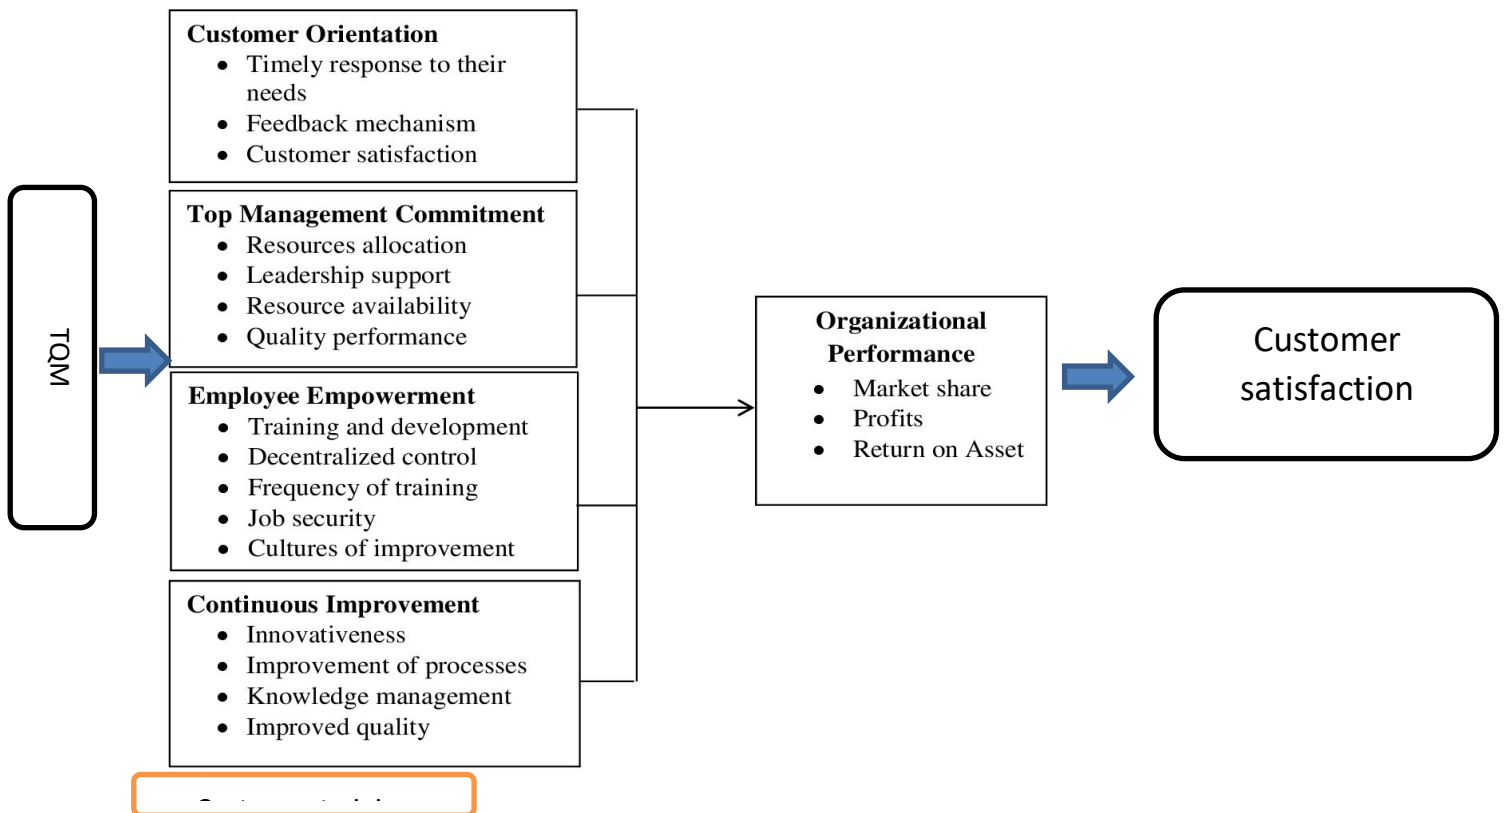 TQM
Customer Orientation
• Timely response to their
needs
• Feedback mechanism
• Customer satisfaction
Top Management Commitment
• Resources allocation
• Leadership support
• Resource availability
• Quality performance
Employee Empowerment
• Training and development
• Decentralized control
• Frequency of training
• Job security
• Cultures of improvement
Continuous Improvement
• Innovativeness
• Improvement of processes
• Knowledge management
• Improved quality
Organizational
Performance
• Market share
• Profits
• Return on Asset
Customer
satisfaction